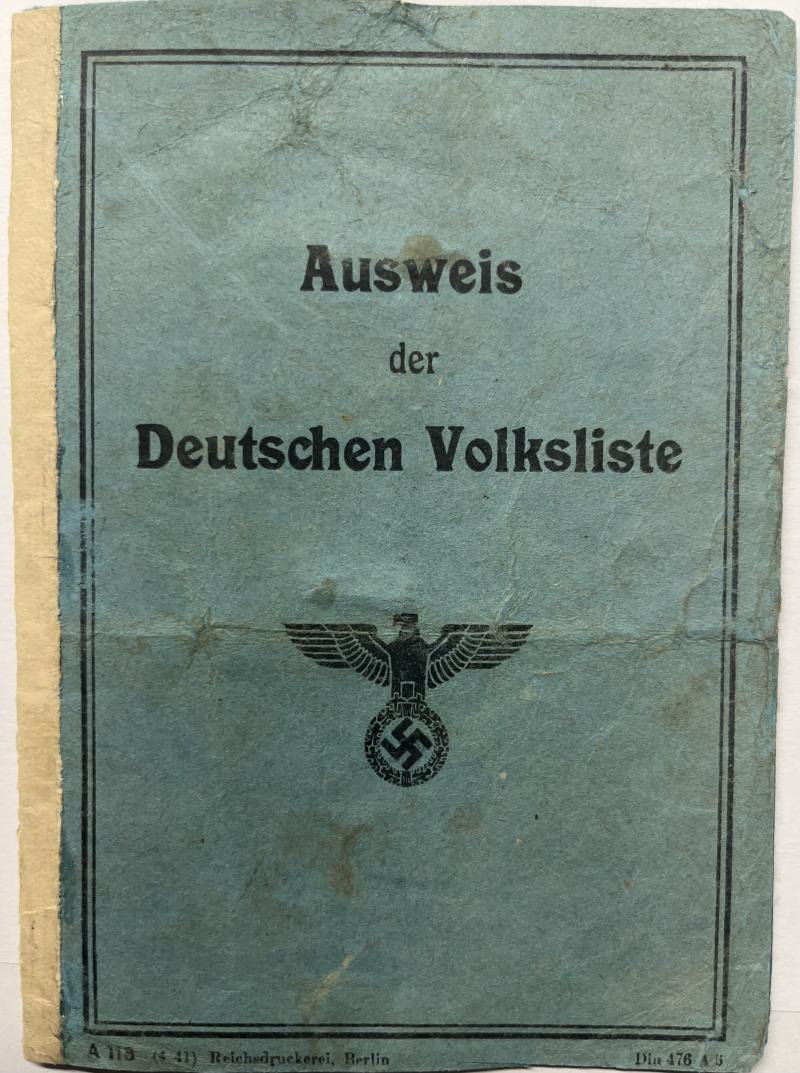 Ausweis
der
Deutschen Volksliste
A 113 (4 41) Reichsdruckerei, Berlin
Din 476 A 5